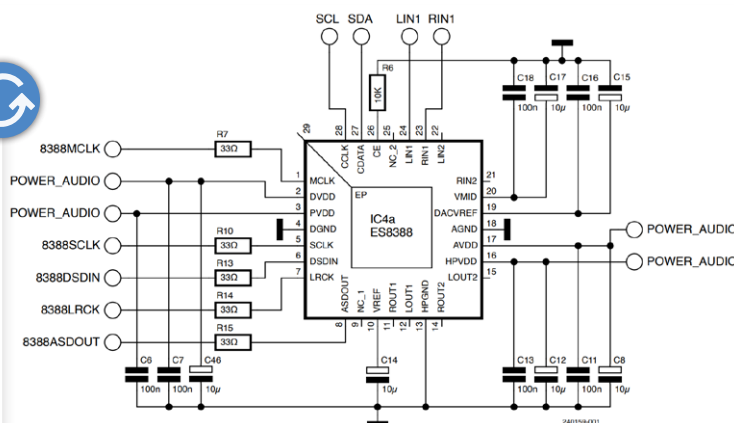 SCL SDA LIN1 RIN1
R6
10K
C18 C17 C16 C15
100n 10µ 100n 10µ
29
28 27 26 25 24 23 22
CCLK CDATA CE NC_2 LIN1 RIN1 LIN2
8388MCLK R7 33Ω 1 MCLK
POWER_AUDIO 2 DVDD
POWER_AUDIO 3 PVDD
4 DGND
8388SCLK R10 33Ω 5 SCLK
8388DSDIN R13 33Ω 6 DSDIN
8388LRCK R14 33Ω 7 LRCK
8388ASDOUT R15 33Ω
EP
IC4a
ES8388
RIN2 21
VMID 20
DACVREF 19
AGND 18
AVDD 17 POWER_AUDIO
HPVDD 16 POWER_AUDIO
LOUT2 15
ASDOUT NC_1 VREF ROUT1 LOUT1 HPGND ROUT2
8 9 10 11 12 13 14
C6 C7 C46 C14 C13 C12 C11 C8
100n 100n 10µ 10µ 100n 10µ 100n 10µ
240159-001